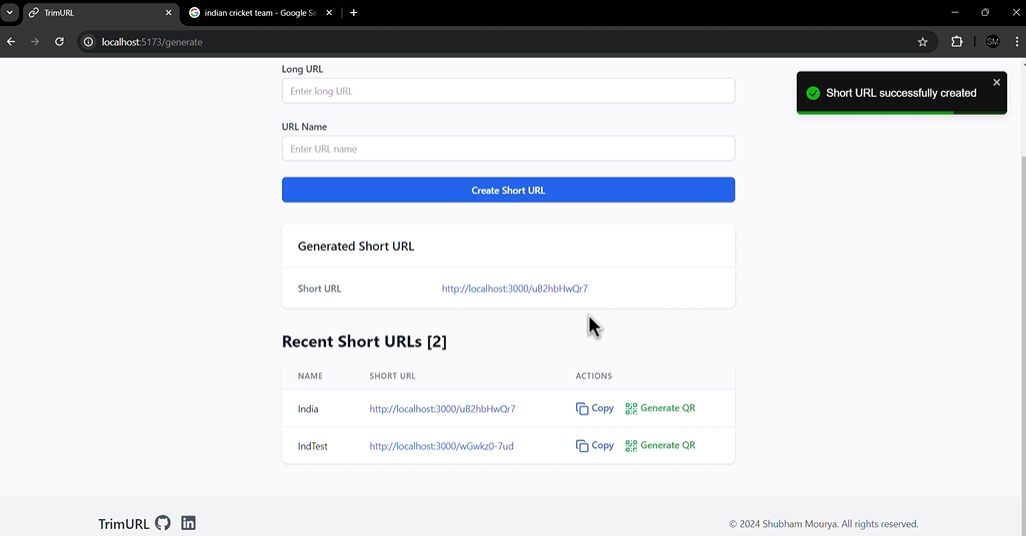 TrimURL
indian cricket team - Google Se
localhost:5173/generate
SM
Long URL
Enter long URL
Short URL successfully created
URL Name
Enter URL name
Create Short URL
Generated Short URL
Short URL http://localhost:3000/uB2hbHwQr7
Recent Short URLs [2]
NAME SHORT URL ACTIONS
India http://localhost:3000/uB2hbHwQr7 Copy Generate QR
IndTest http://localhost:3000/wGwkz0-7ud Copy Generate QR
TrimURL in © 2024 Shubham Mourya. All rights reserved.